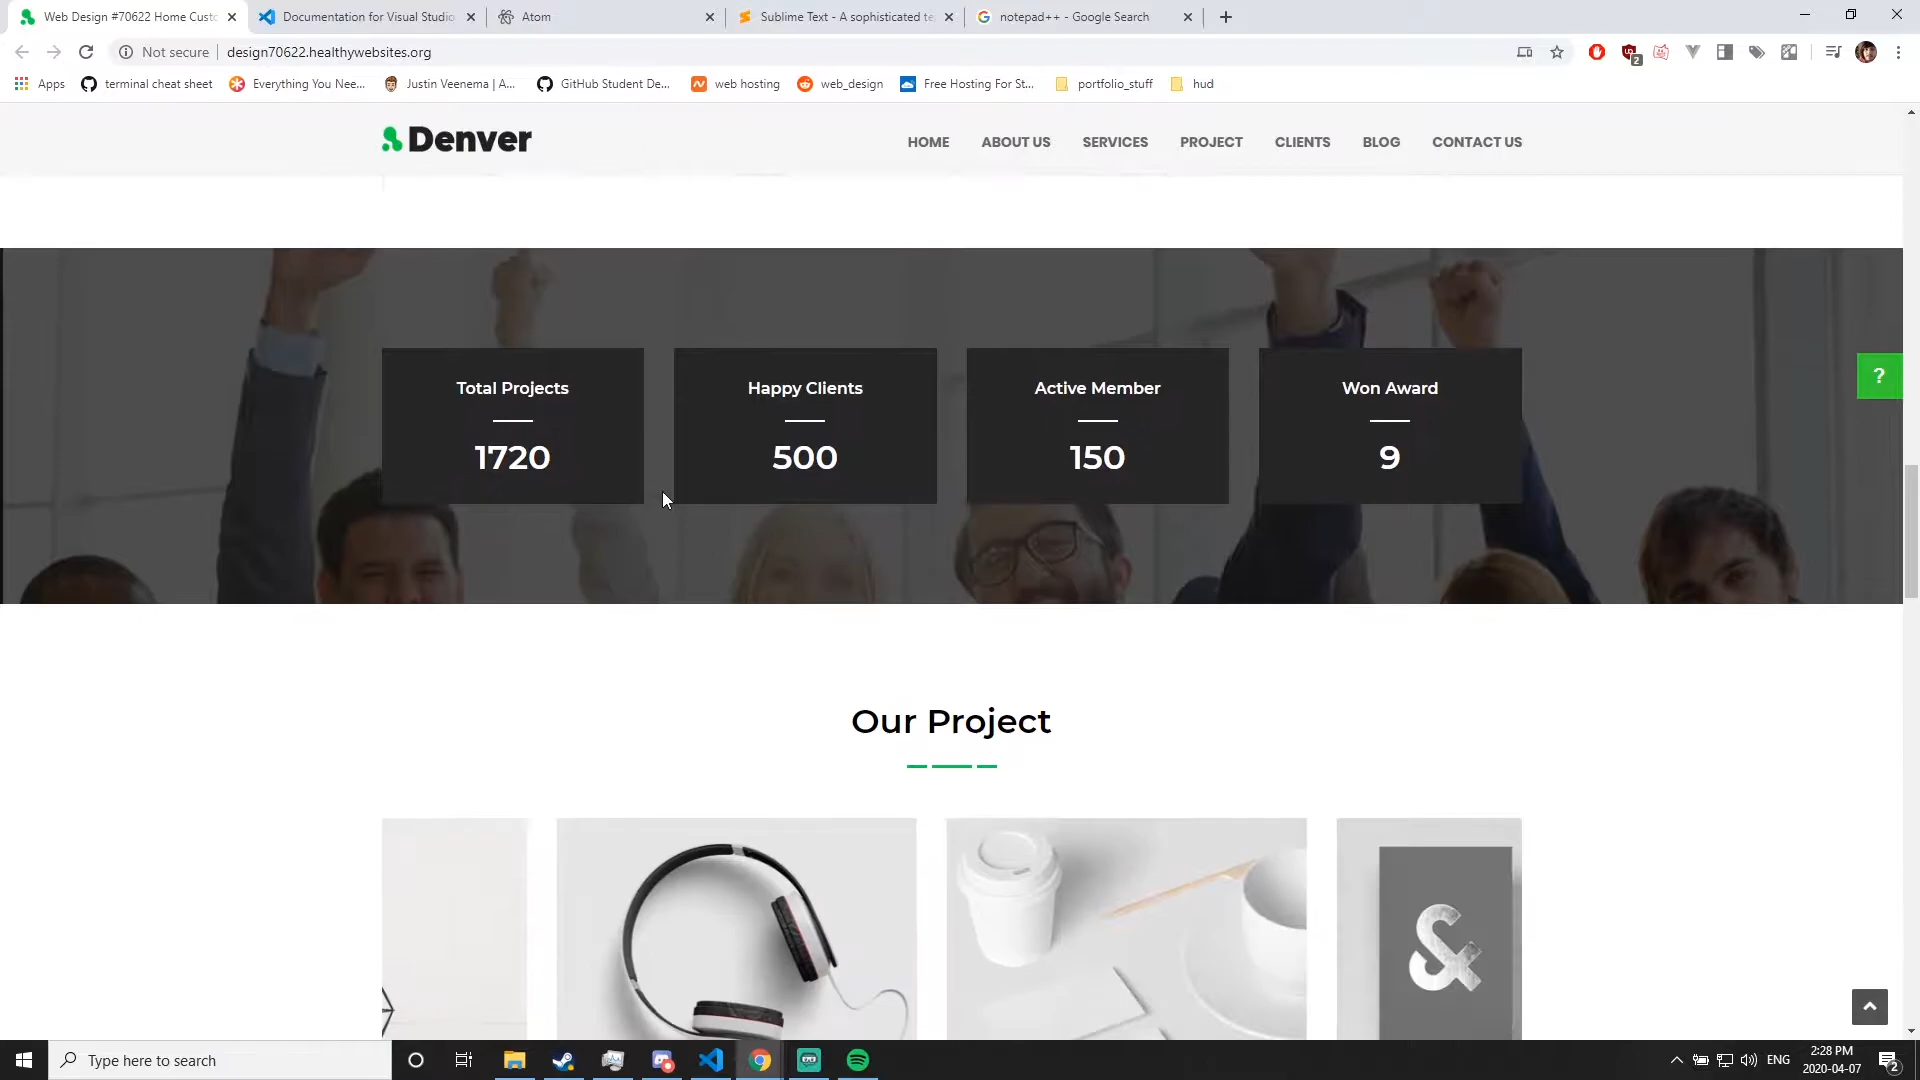 Web Design #70622 Home Custo
Documentation for Visual Studio
Atom
Sublime Text - A sophisticated te
notepad++ - Google Search
Not secure
design70622.healthywebsites.org
2
Apps
terminal cheat sheet
Everything You Nee...
Justin Veenema | A...
GitHub Student De...
web hosting
web_design
Free Hosting For St...
portfolio_stuff
hud
Denver
HOME
ABOUT US
SERVICES
PROJECT
CLIENTS
BLOG
CONTACT US
Total Projects
1720
Happy Clients
500
Active Member
150
Won Award
9
?
Our Project
&
Type here to search
ENG
2:28 PM
2020-04-07
2